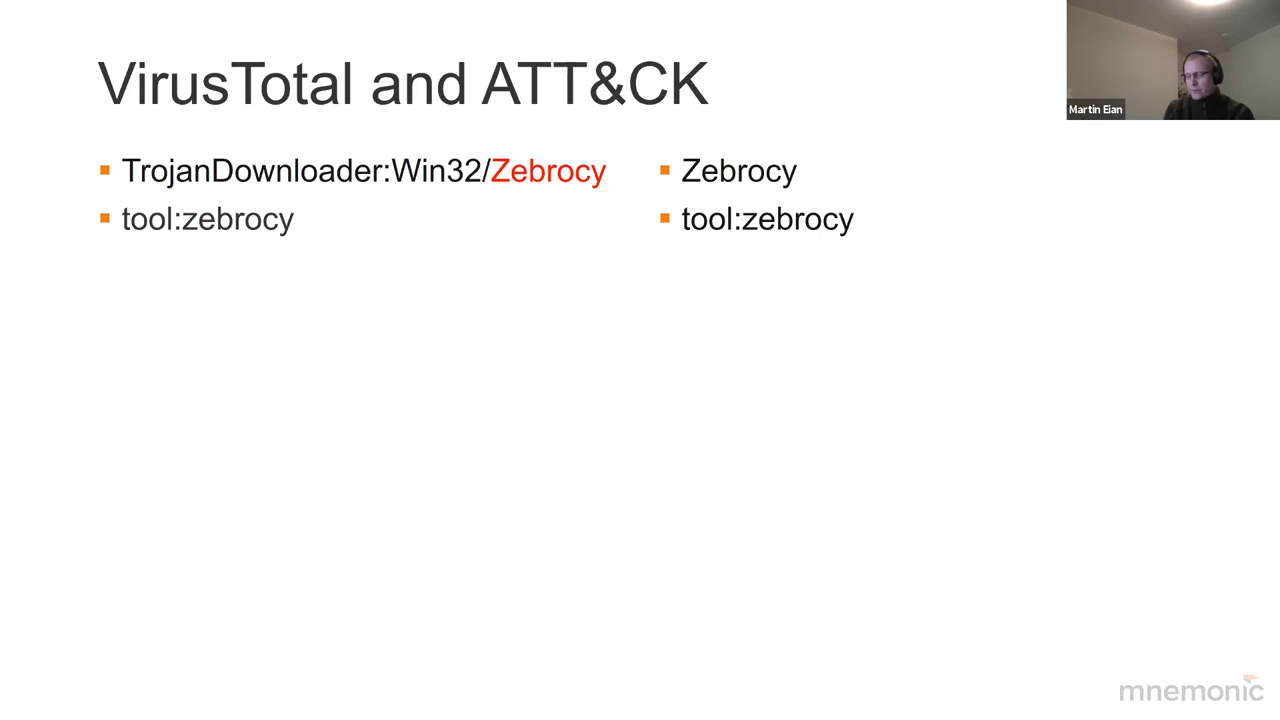 VirusTotal and ATT&CK
Martin Eian
TrojanDownloader:Win32/Zebrocy
tool:zebrocy
Zebrocy
tool:zebrocy
mnemonic